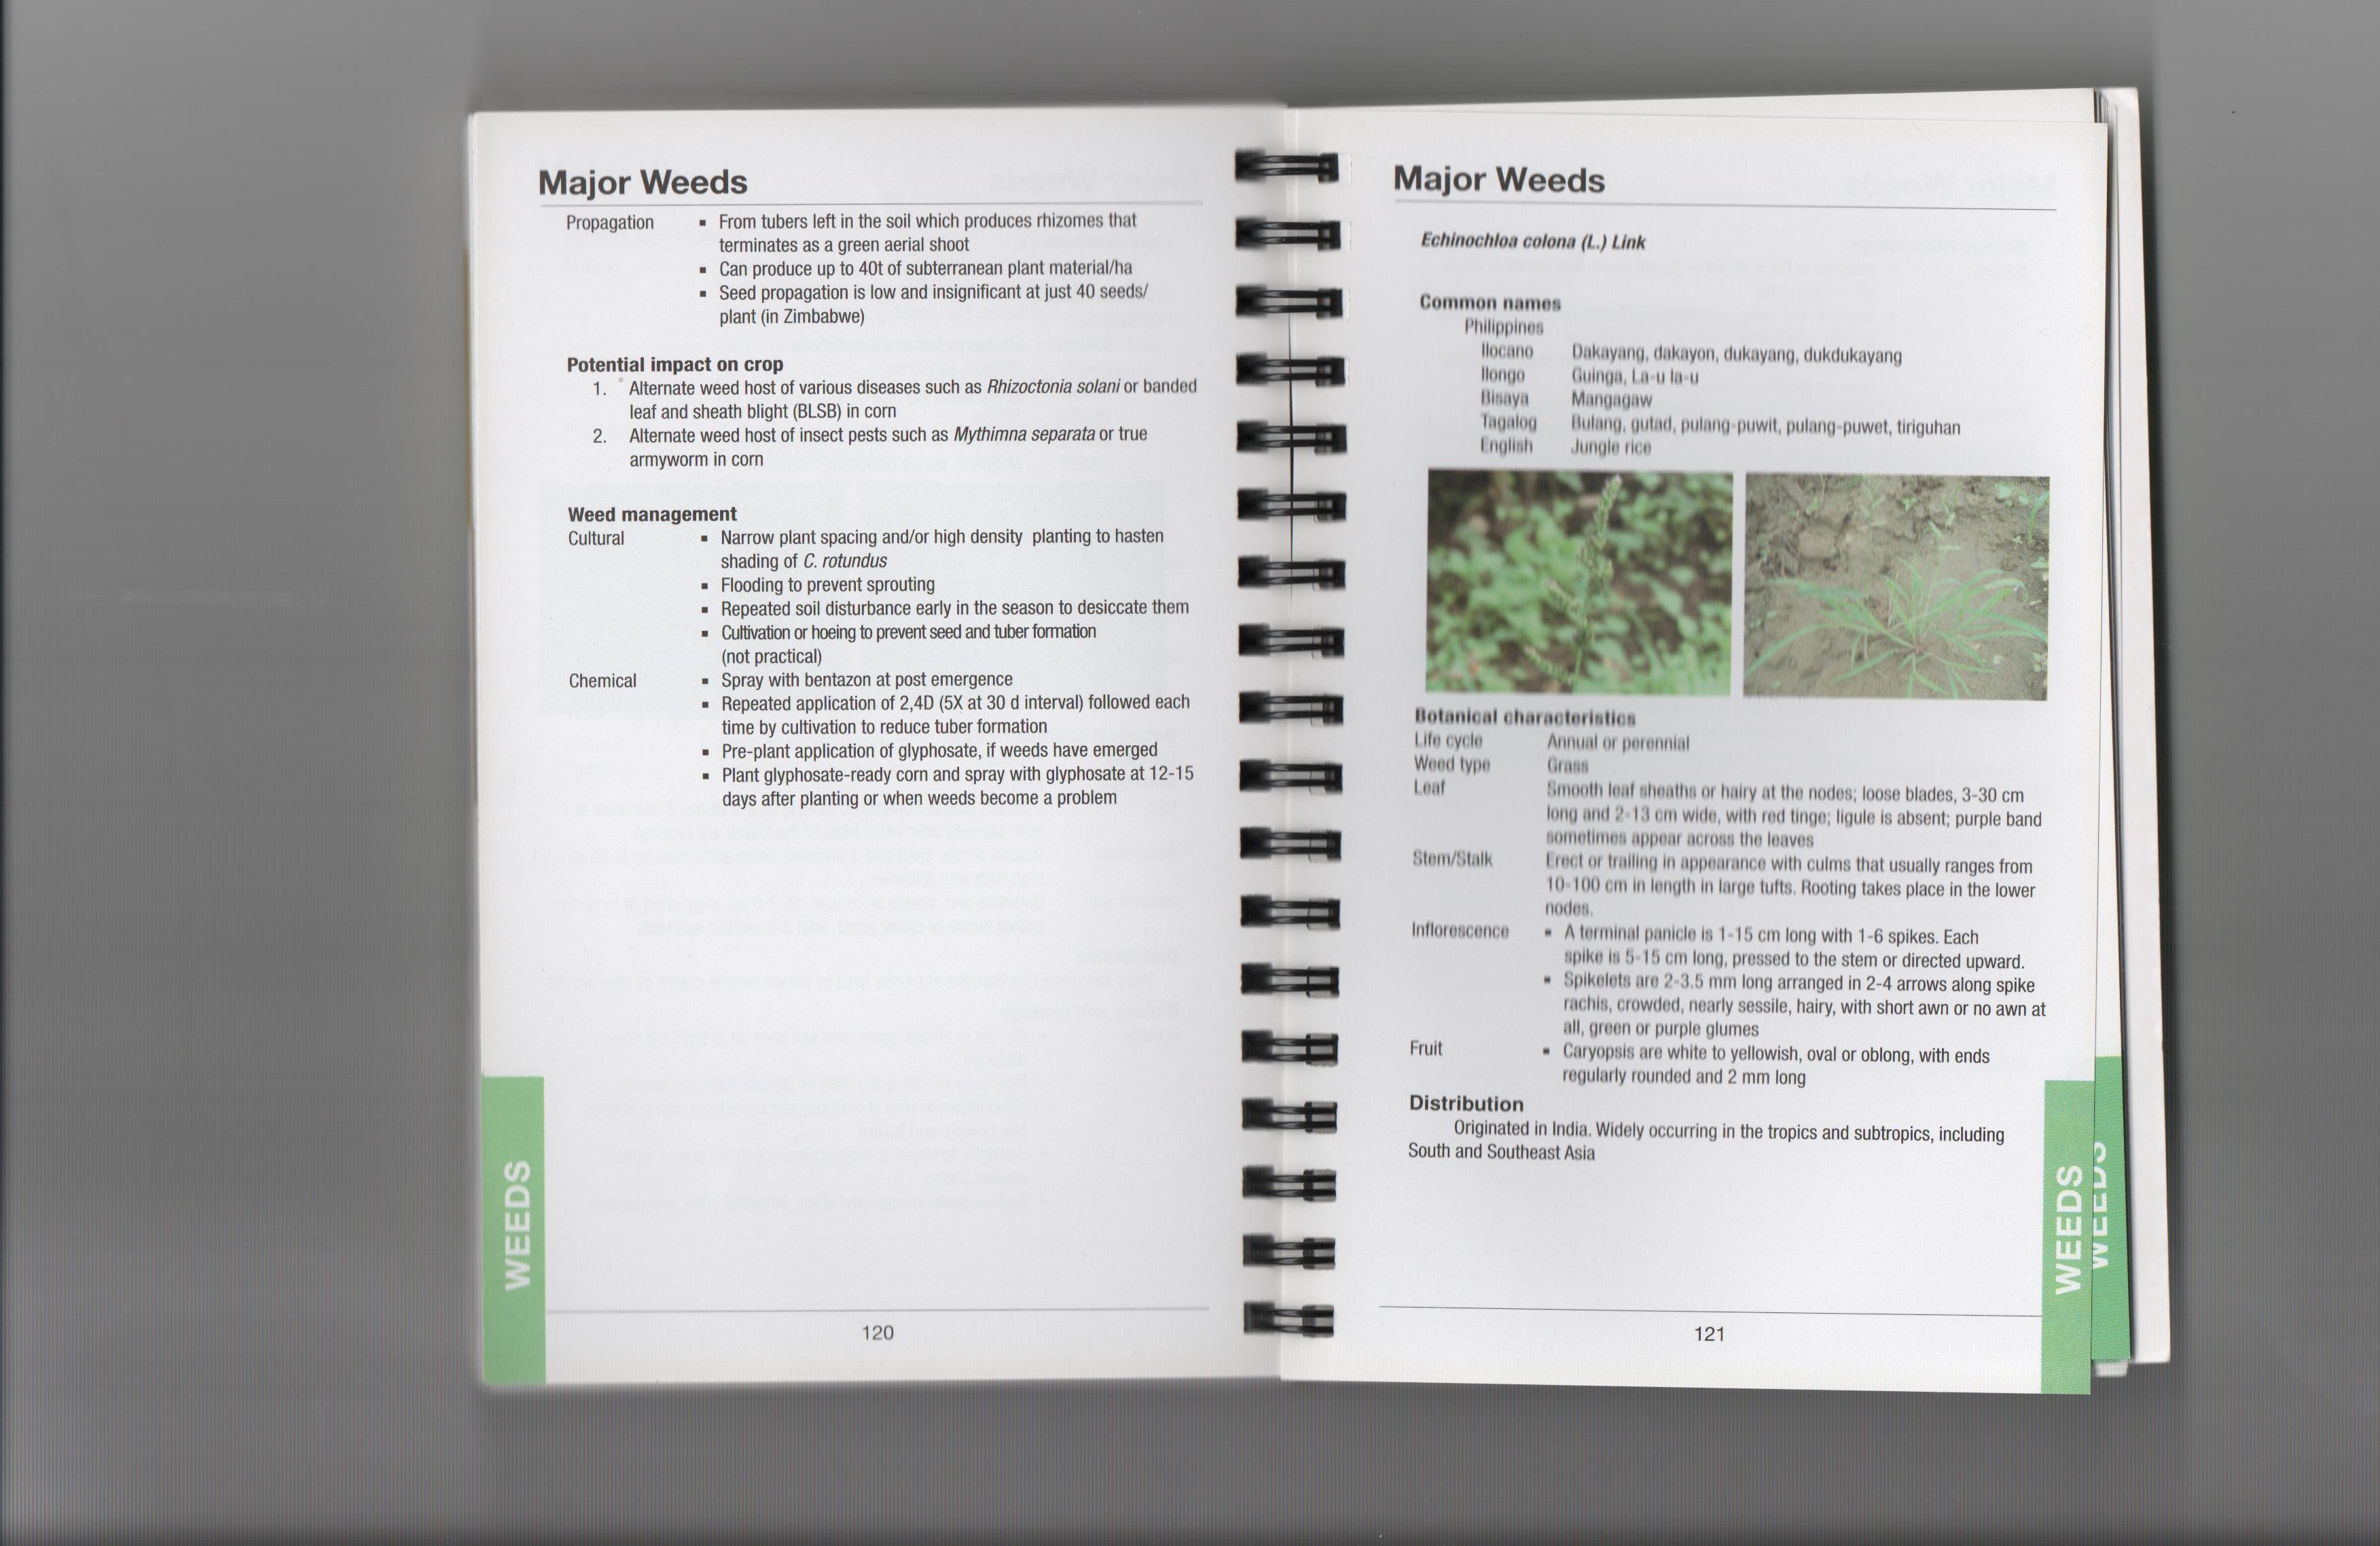 Major Weeds
Propagation ▪ From tubers left in the soil which produces rhizomes that
terminates as a green aerial shoot
▪ Can produce up to 40t of subterranean plant material/ha
▪ Seed propagation is low and insignificant at just 40 seeds/
plant (in Zimbabwe)
Potential impact on crop
1. Alternate weed host of various diseases such as Rhizoctonia solani or banded
leaf and sheath blight (BLSB) in corn
2. Alternate weed host of insect pests such as Mythimna separata or true
armyworm in corn
Weed management
Cultural ▪ Narrow plant spacing and/or high density planting to hasten
shading of C. rotundus
▪ Flooding to prevent sprouting
▪ Repeated soil disturbance early in the season to desiccate them
▪ Cultivation or hoeing to prevent seed and tuber formation
(not practical)
Chemical ▪ Spray with bentazon at post emergence
▪ Repeated application of 2,4D (5X at 30 d interval) followed each
time by cultivation to reduce tuber formation
▪ Pre-plant application of glyphosate, if weeds have emerged
▪ Plant glyphosate-ready corn and spray with glyphosate at 12-15
days after planting or when weeds become a problem
WEEDS
120
Major Weeds
Echinochloa colona (L.) Link
Common names
Philippines
Ilocano Dakayang, dakayon, dukayang, dukdukayang
Ilongo Guinga, La-u la-u
Bisaya Mangagaw
Tagalog Bulang, gutad, pulang-puwit, pulang-puwet, tiriguhan
English Jungle rice
Botanical characteristics
Life cycle Annual or perennial
Weed type Grass
Leaf Smooth leaf sheaths or hairy at the nodes; loose blades, 3-30 cm
long and 2-13 cm wide, with red tinge; ligule is absent; purple band
sometimes appear across the leaves
Stem/Stalk Erect or trailing in appearance with culms that usually ranges from
10-100 cm in length in large tufts. Rooting takes place in the lower
nodes.
Inflorescence ▪ A terminal panicle is 1-15 cm long with 1-6 spikes. Each
spike is 5-15 cm long, pressed to the stem or directed upward.
▪ Spikelets are 2-3.5 mm long arranged in 2-4 arrows along spike
rachis, crowded, nearly sessile, hairy, with short awn or no awn at
all, green or purple glumes
Fruit ▪ Caryopsis are white to yellowish, oval or oblong, with ends
regularly rounded and 2 mm long
Distribution
Originated in India. Widely occurring in the tropics and subtropics, including
South and Southeast Asia
WEEDS
WEEDS
121